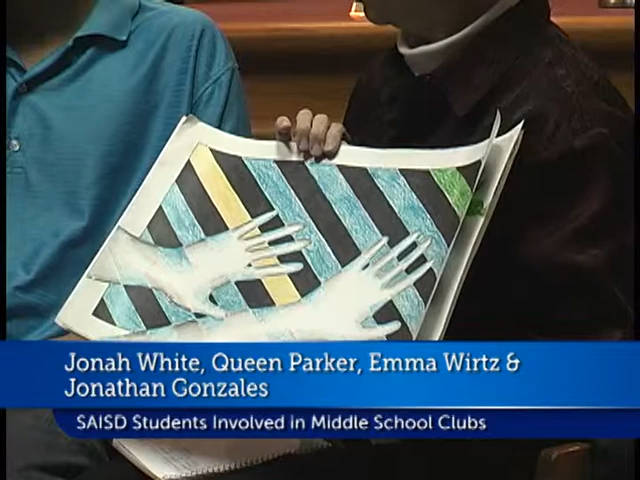 Jonah White, Queen Parker, Emma Wirtz &
Jonathan Gonzales
SAISD Students Involved in Middle School Clubs